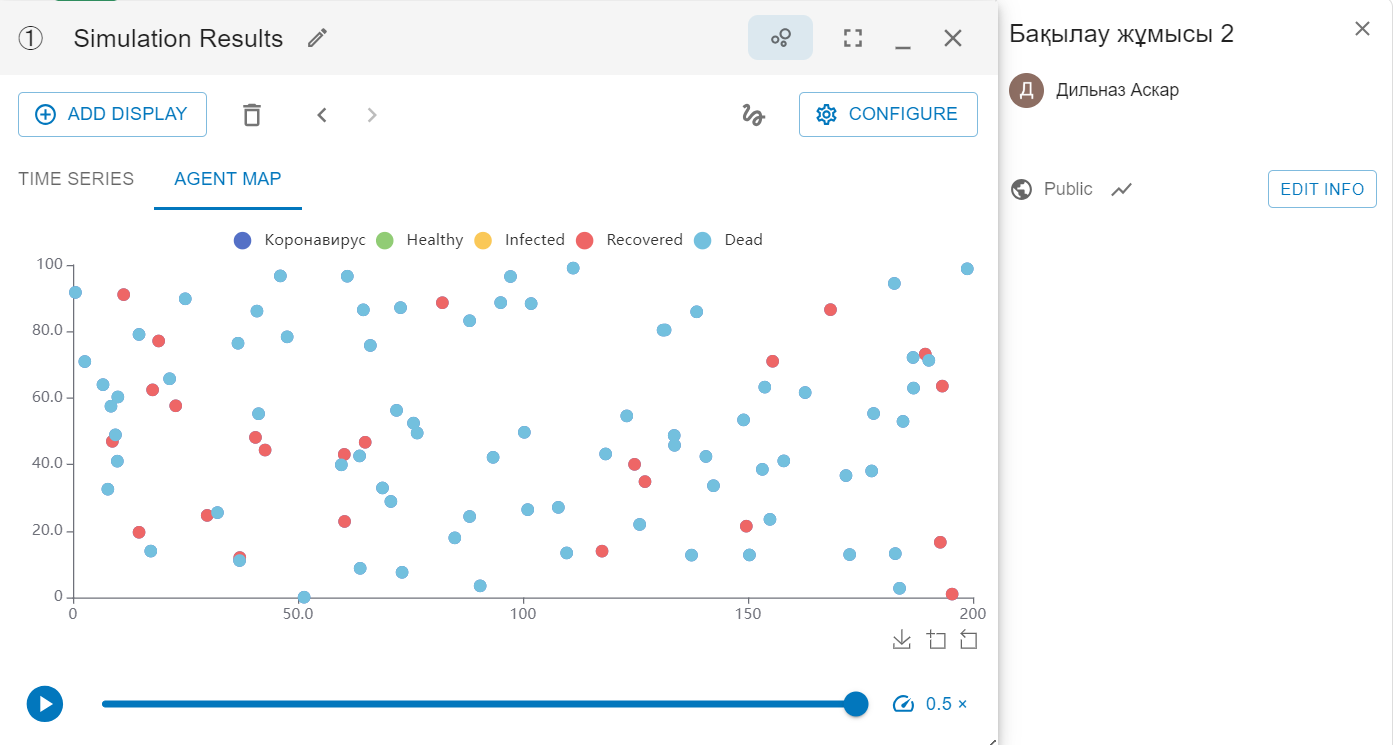 ① Simulation Results
ADD DISPLAY
CONFIGURE
TIME SERIES
AGENT MAP
Коронавирус Healthy Infected Recovered Dead
100
80.0
60.0
40.0
20.0
0
0 50.0 100 150 200
0.5 ×
Бақылау жұмысы 2
Д Дильназ Аскар
Public
EDIT INFO